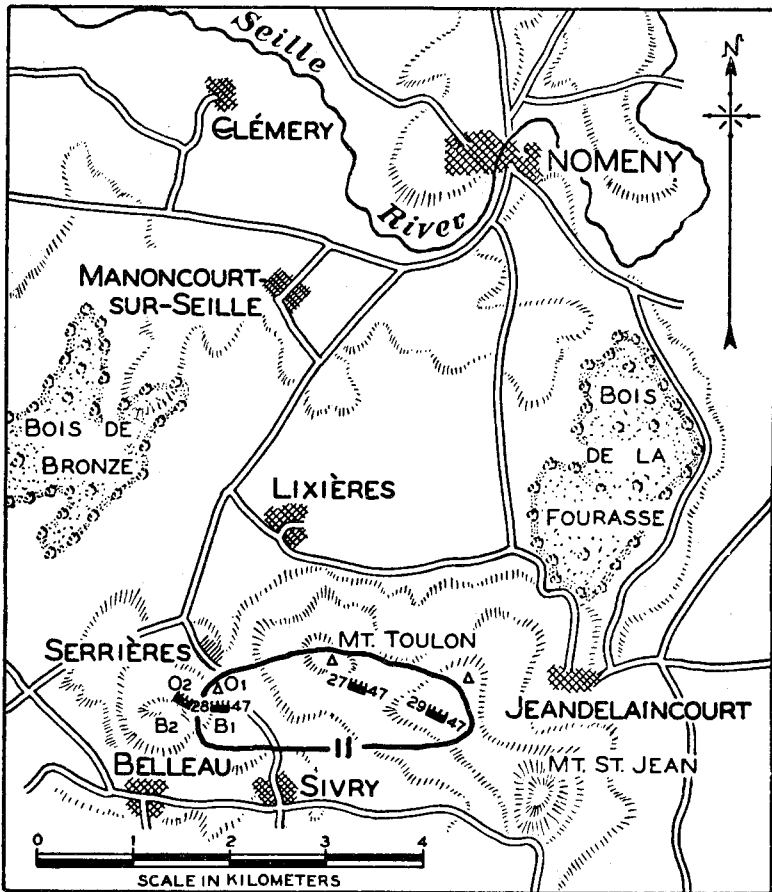 Seille
River
N
CLÉMERY
NOMENY
MANONCOURT-
SUR-SEILLE
BOIS DE
BRONZE
BOIS
DE LA
FOURASSE
LIXIÈRES
SERRIÈRES
MT. TOULON
O2
O1
28 47
27 47
29 47
B2
B1
II
JEANDELAINCOURT
BELLEAU
SIVRY
MT. ST. JEAN
0 1 2 3 4
SCALE IN KILOMETERS